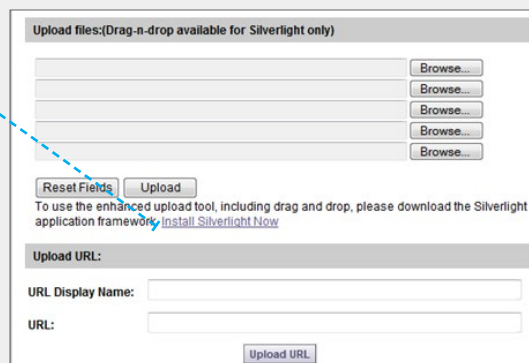 Upload files:(Drag-n-drop available for Silverlight only)
Browse...
Browse...
Browse...
Browse...
Browse...
Reset Fields Upload
To use the enhanced upload tool, including drag and drop, please download the Silverlight
application framework. Install Silverlight Now
Upload URL:
URL Display Name:
URL:
Upload URL